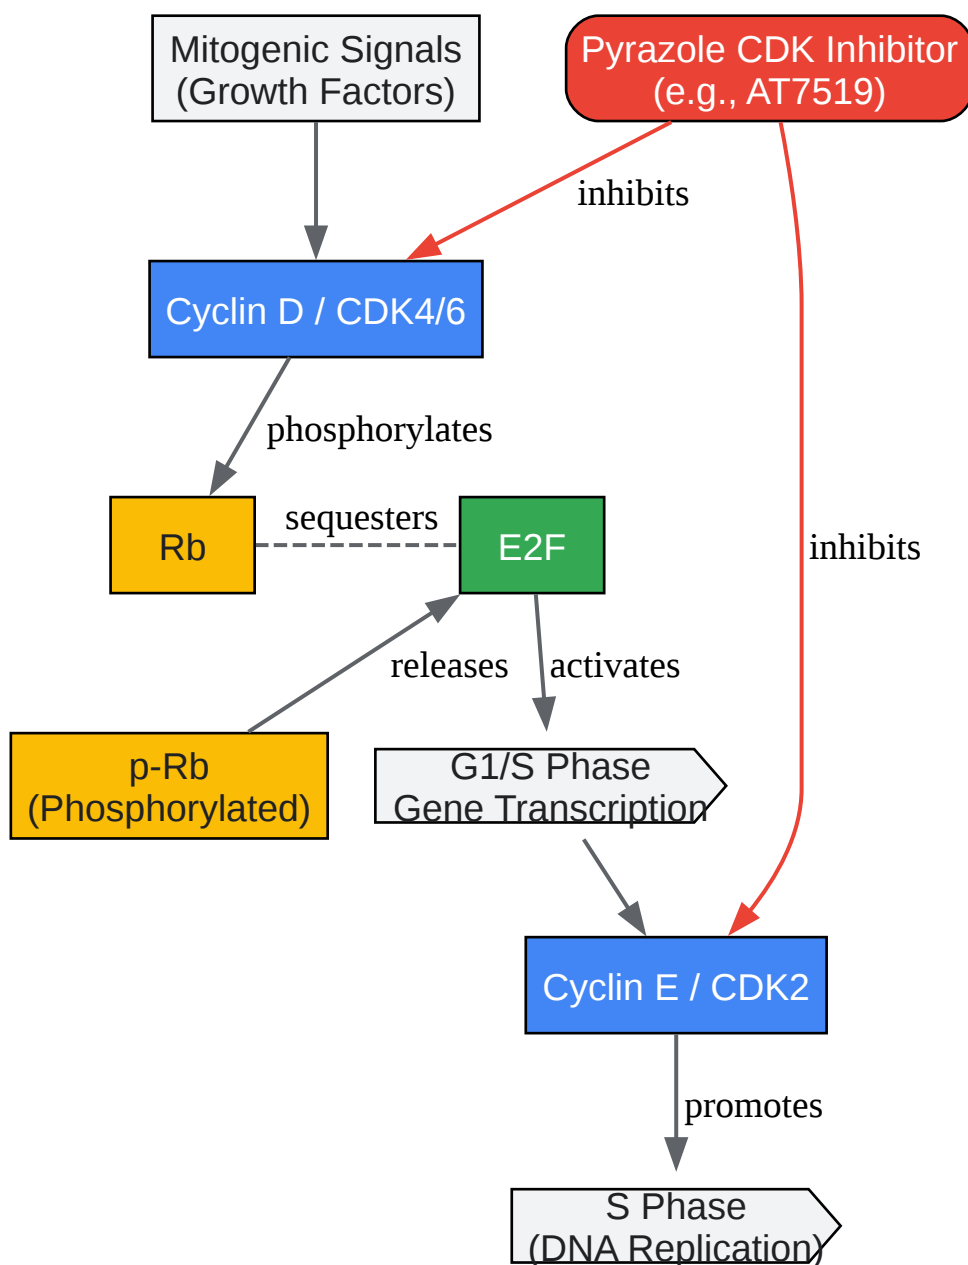 Mitogenic Signals
(Growth Factors)
Pyrazole CDK Inhibitor
(e.g., AT7519)
inhibits
Cyclin D / CDK4/6
phosphorylates
Rb
sequesters
E2F
inhibits
releases
activates
p-Rb
(Phosphorylated)
G1/S Phase
Gene Transcription
Cyclin E / CDK2
promotes
S Phase
(DNA Replication)